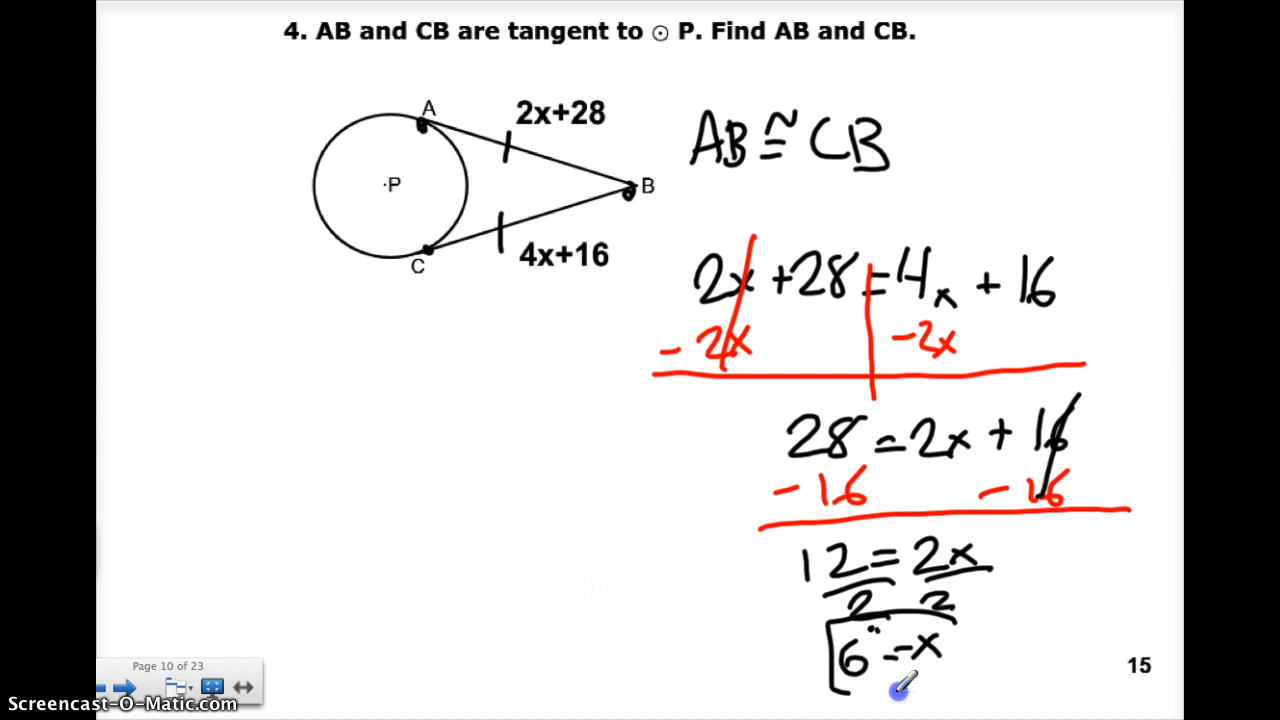 4. AB and CB are tangent to ⊙ P. Find AB and CB.
A
2x+28
AB ≅ CB
·P
B
4x+16
C
2x + 28 = 4x + 16
- 2x - 2x
28 = 2x + 16
- 16 - 16
12 = 2x
2 2
6 = x
Page 10 of 23
15
Screencast-O-Matic.com